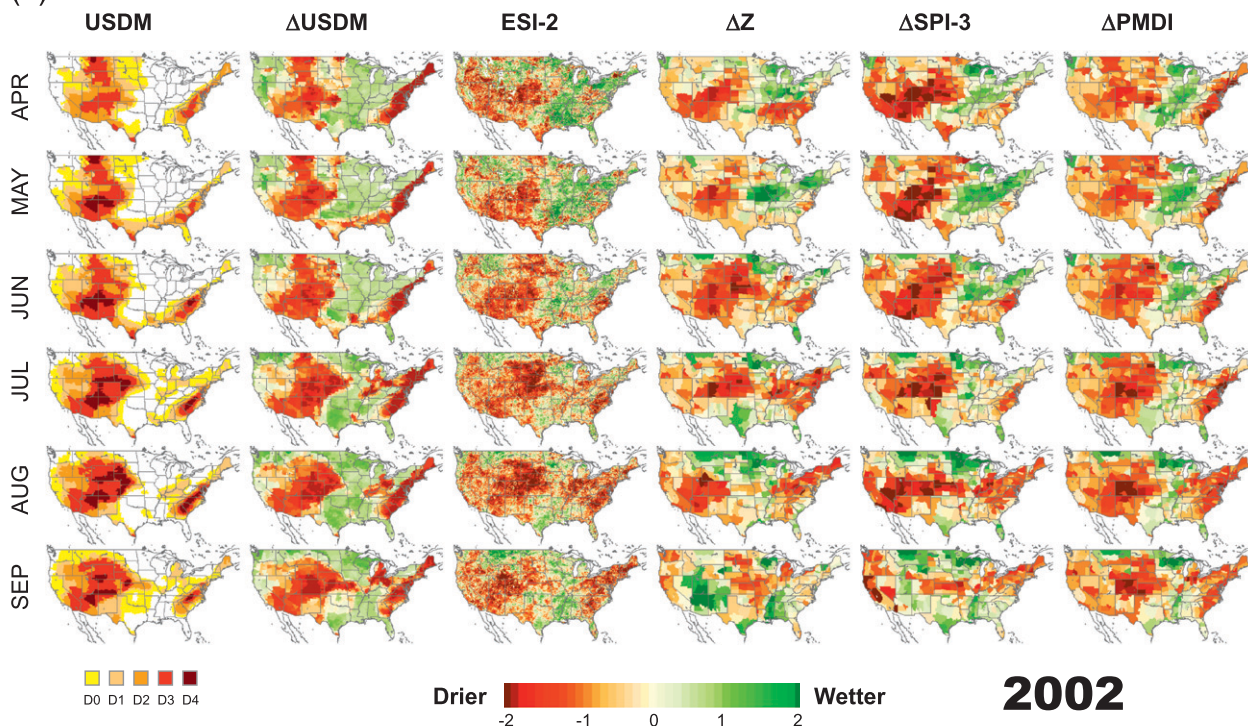 USDM ΔUSDM ESI-2 ΔZ ΔSPI-3 ΔPMDI
APR
MAY
JUN
JUL
AUG
SEP
D0 D1 D2 D3 D4
Drier Wetter
-2 -1 0 1 2
2002